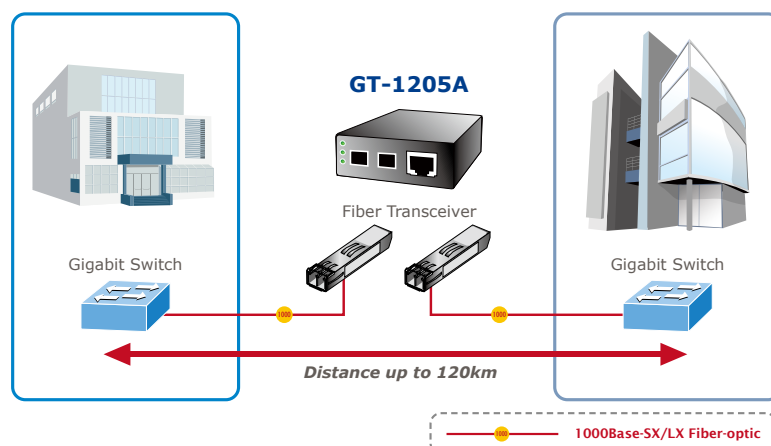 GT-1205A
Fiber Transceiver
Gigabit Switch
Gigabit Switch
1000
1000
Distance up to 120km
1000 1000Base-SX/LX Fiber-optic